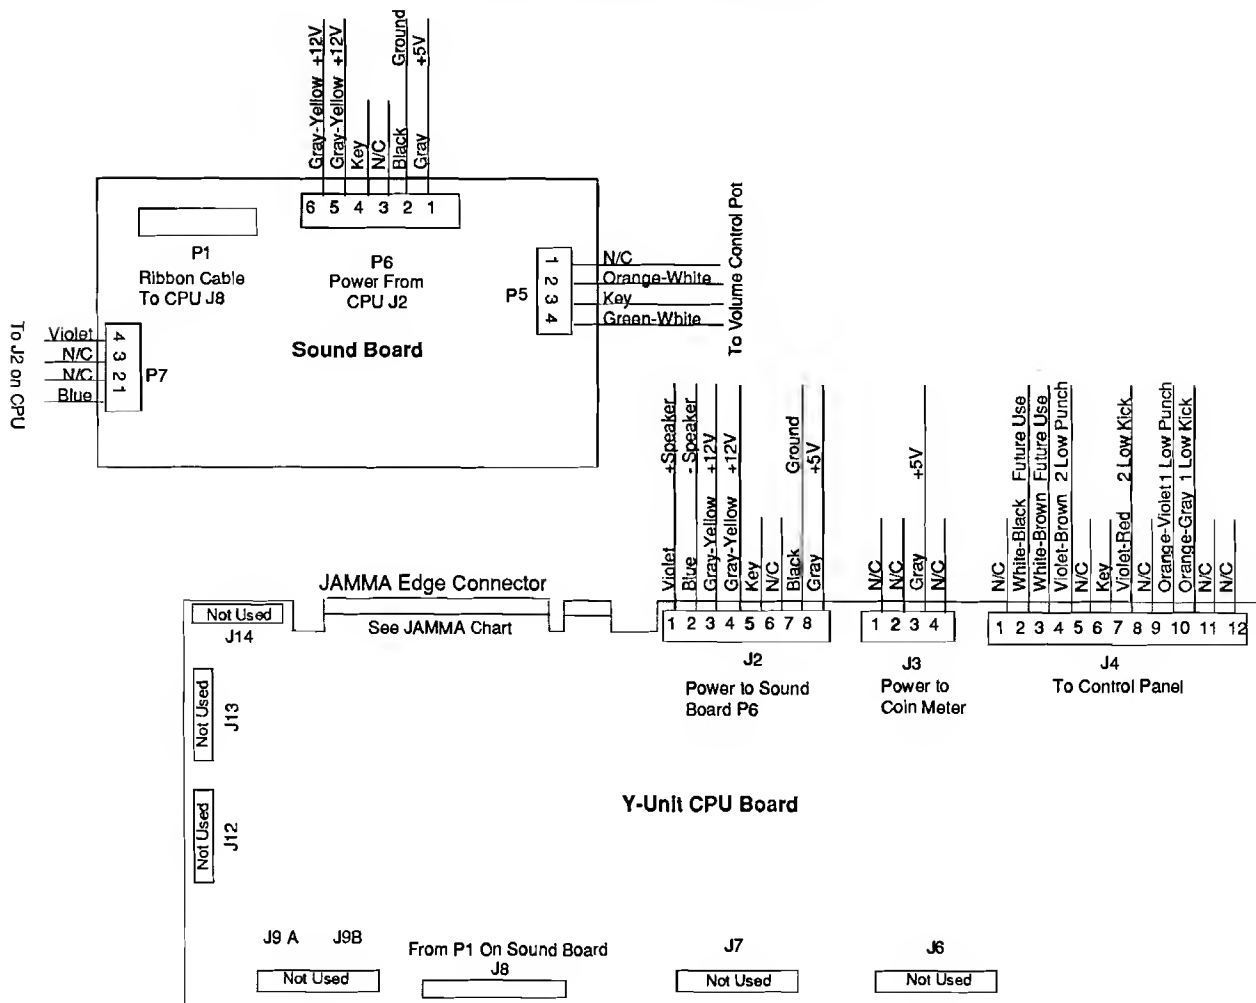 Gray-Yellow +12V
Gray-Yellow +12V
Key
N/C
Black Ground
Gray +5V
6 5 4 3 2 1
P1
Ribbon Cable
To CPU J8
P6
Power From
CPU J2
Sound Board
P5
1 N/C
2 Orange-White
3 Key
4 Green-White
To Volume Control Pot
To J2 on CPU
Violet 4
N/C 3
N/C 2
Blue 1
P7
Violet +Speaker
Blue - Speaker
Gray-Yellow +12V
Gray-Yellow +12V
Key
N/C
Black Ground
Gray +5V
1 2 3 4 5 6 7 8
J2
Power to Sound
Board P6
N/C
N/C
Gray +5V
N/C
1 2 3 4
J3
Power to
Coin Meter
N/C
White-Black Future Use
White-Brown Future Use
Violet-Brown 2 Low Punch
N/C
Key
Violet-Red 2 Low Kick
N/C
Orange-Violet 1 Low Punch
Orange-Gray 1 Low Kick
N/C
N/C
1 2 3 4 5 6 7 8 9 10 11 12
J4
To Control Panel
JAMMA Edge Connector
See JAMMA Chart
Not Used
J14
Not Used
J13
Not Used
J12
Y-Unit CPU Board
J9 A J9B
Not Used
From P1 On Sound Board
J8
J7
Not Used
J6
Not Used